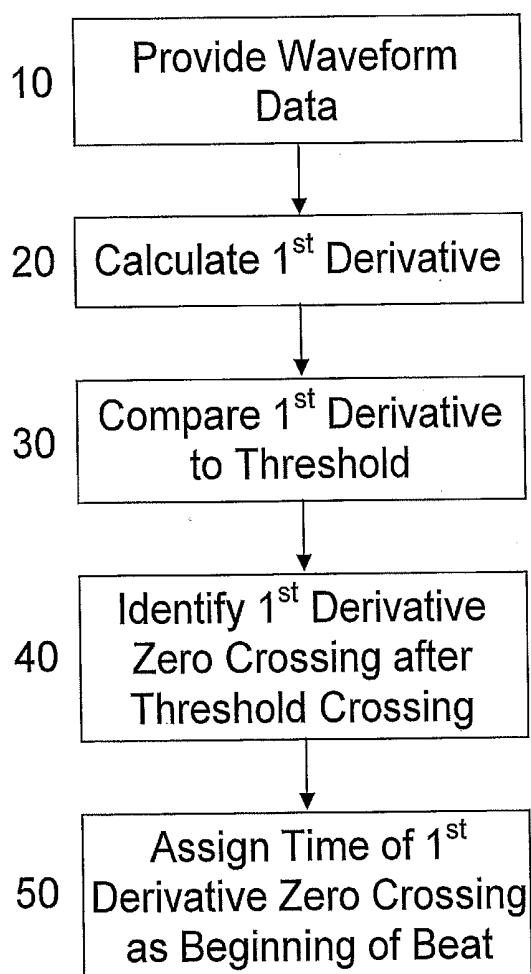 Provide Waveform
10
Data
20 Calculate 1st Derivative
Compare 1st Derivative
30
to Threshold
Identify 1st Derivative
40 Zero Crossing after
Threshold Crossing
Assign Time of 1st
50 Derivative Zero Crossing
as Beginning of Beat